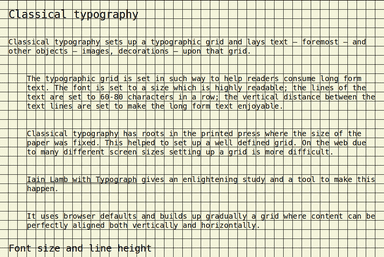 Classical typography
Classical typography sets up a typographic grid and lays text — foremost — and
other objects — images, decorations — upon that grid.
The typographic grid is set in such way to help readers consume long form
text. The font is set to a size which is highly readable; the lines of the
text are set to 60-80 characters in a row; the vertical distance between the
text lines are set to make the long form text enjoyable.
Classical typography has roots in the printed press where the size of the
paper was fixed. This helped to set up a well defined grid. On the web due
to many different screen sizes setting up a grid is more difficult.
Iain Lamb with Typograph gives an enlightening study and a tool to make this
happen.
It uses browser defaults and builds up gradually a grid where content can be
perfectly aligned both vertically and horizontally.
Font size and line height